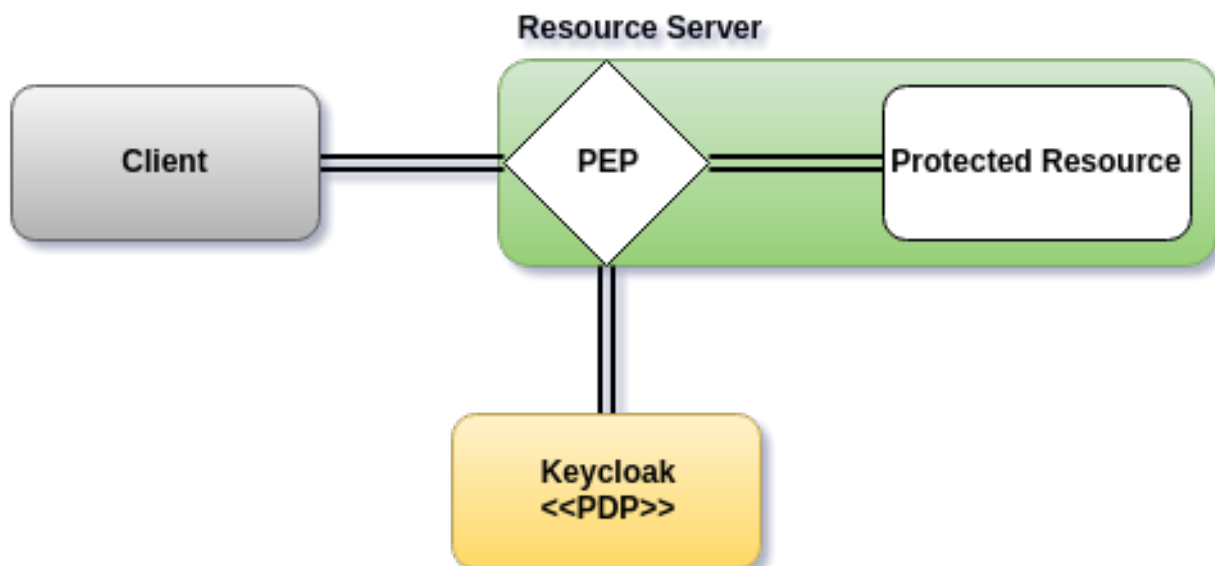 Resource Server
Client
PEP
Protected Resource
Keycloak
<<PDP>>